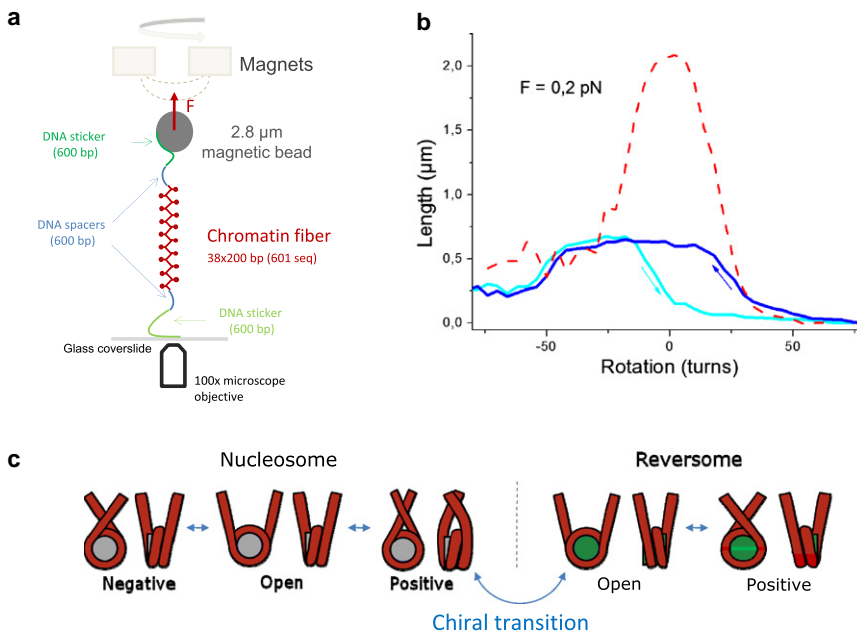 a
Magnets
F
DNA sticker
(600 bp)
2.8 µm
magnetic bead
DNA spacers
(600 bp)
Chromatin fiber
38x200 bp (601 seq)
DNA sticker
(600 bp)
Glass coverslide
100x microscope
objective
b
F = 0,2 pN
Length (µm)
2,0
1,5
1,0
0,5
0,0
-50
0
50
Rotation (turns)
c
Nucleosome
Reversome
Negative
Open
Positive
Open
Positive
Chiral transition